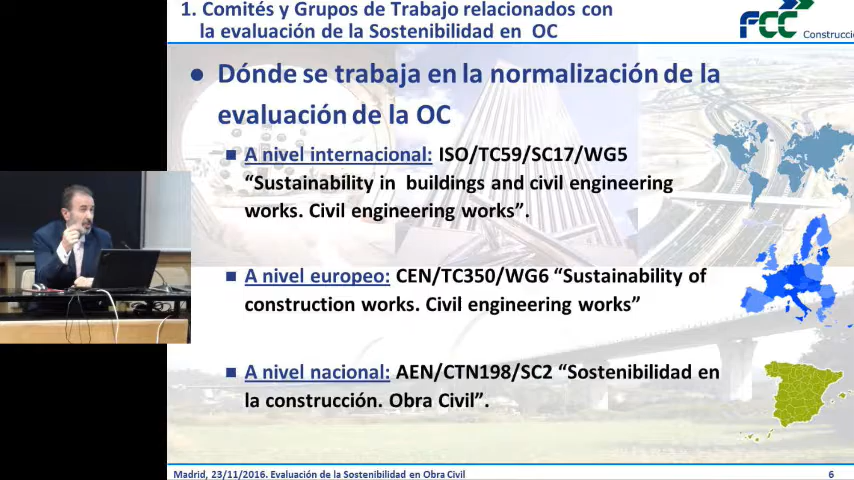 1. Comités y Grupos de Trabajo relacionados con
la evaluación de la Sostenibilidad en OC
FCC
Construcció
● Dónde se trabaja en la normalización de la
evaluación de la OC
■ A nivel internacional: ISO/TC59/SC17/WG5
“Sustainability in buildings and civil engineering
works. Civil engineering works”.
■ A nivel europeo: CEN/TC350/WG6 “Sustainability of
construction works. Civil engineering works”
■ A nivel nacional: AEN/CTN198/SC2 “Sostenibilidad en
la construcción. Obra Civil”.
Madrid, 23/11/2016. Evaluación de la Sostenibilidad en Obra Civil
6